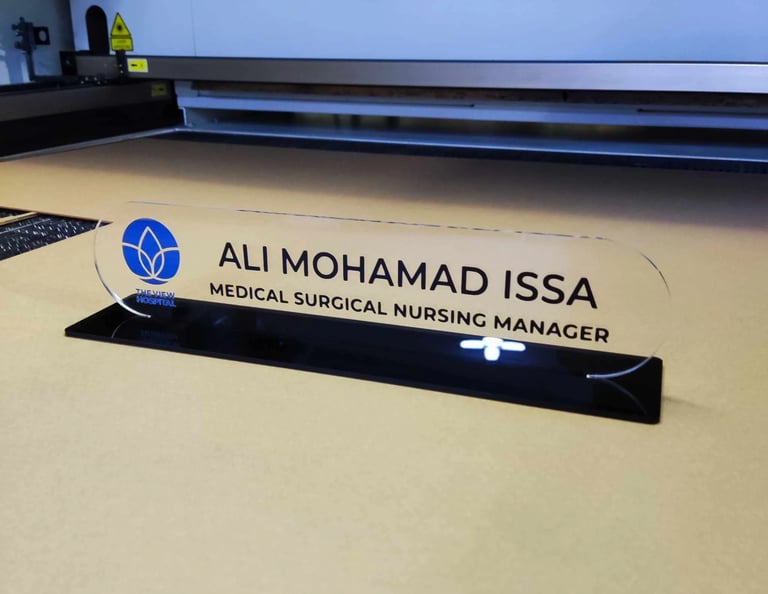 THE VIEW
HOSPITAL
ALI MOHAMAD ISSA
MEDICAL SURGICAL NURSING MANAGER